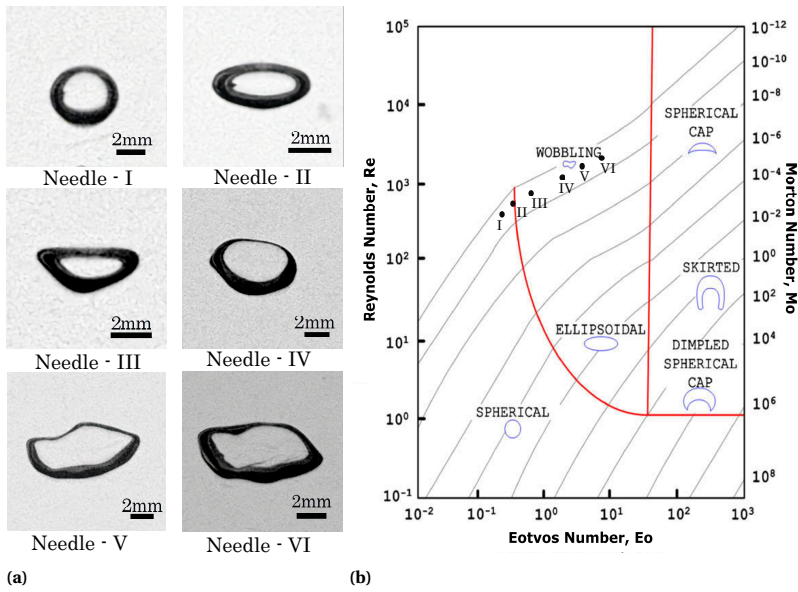 2mm
Needle - I
2mm
Needle - II
2mm
Needle - III
2mm
Needle - IV
2mm
Needle - V
2mm
Needle - VI
(a)
Reynolds Number, Re
10^5
10^4
10^3
10^2
10^1
10^0
10^-1
10^-2
10^-1
10^0
10^1
10^2
10^3
Eotvos Number, Eo
10^-12
10^-10
10^-8
10^-6
10^-4
10^-2
10^0
10^2
10^4
10^6
10^8
Morton Number, Mo
SPHERICAL
CAP
WOBBLING
VI
V
IV
III
II
I
SKIRTED
ELLIPSOIDAL
DIMPLED
SPHERICAL
CAP
SPHERICAL
(b)